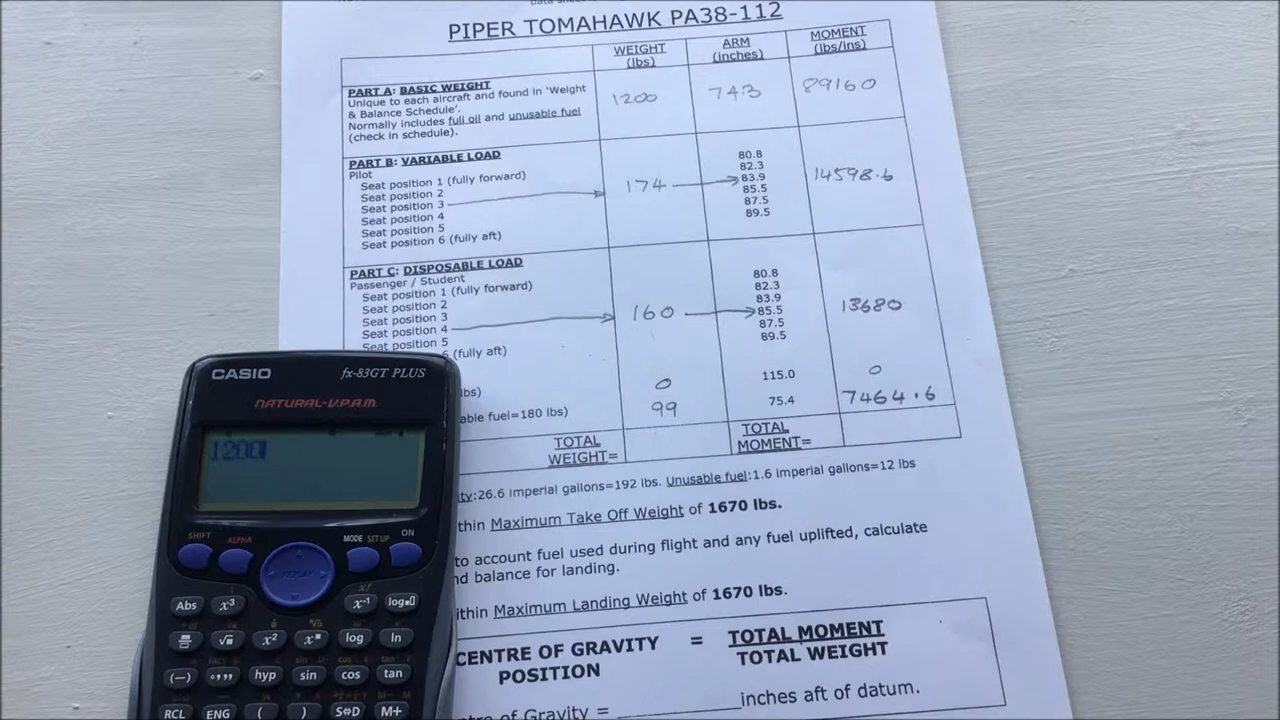 PIPER TOMAHAWK PA38-112
WEIGHT (lbs) ARM (inches) MOMENT (lbs/ins)
PART A: BASIC WEIGHT
Unique to each aircraft and found in 'Weight
& Balance Schedule'.
Normally includes full oil and unusable fuel
(check in schedule).
1200 74.3 89160
PART B: VARIABLE LOAD
Pilot
Seat position 1 (fully forward) 80.8
Seat position 2 82.3
Seat position 3 174 83.9 14598.6
Seat position 4 85.5
Seat position 5 87.5
Seat position 6 (fully aft) 89.5
PART C: DISPOSABLE LOAD
Passenger / Student
Seat position 1 (fully forward) 80.8
Seat position 2 82.3
Seat position 3 83.9
Seat position 4 160 85.5 13680
Seat position 5 87.5
6 (fully aft) 89.5
lbs) 0 115.0 0
able fuel=180 lbs) 99 75.4 7464.6
TOTAL WEIGHT= TOTAL MOMENT=
ty:26.6 imperial gallons=192 lbs. Unusable fuel:1.6 imperial gallons=12 lbs
thin Maximum Take Off Weight of 1670 lbs.
to account fuel used during flight and any fuel uplifted, calculate
nd balance for landing.
ithin Maximum Landing Weight of 1670 lbs.
CENTRE OF GRAVITY POSITION = TOTAL MOMENT
TOTAL WEIGHT
tre of Gravity = __________ inches aft of datum.
CASIO fx-83GT PLUS
NATURAL-V.P.A.M.
1200
SHIFT ALPHA MODE SETUP ON
REPLAY
Abs x³ x⁻¹ log
√ x² x log ln
(−) °''' hyp sin cos tan
RCL ENG ( ) S⇔D M+